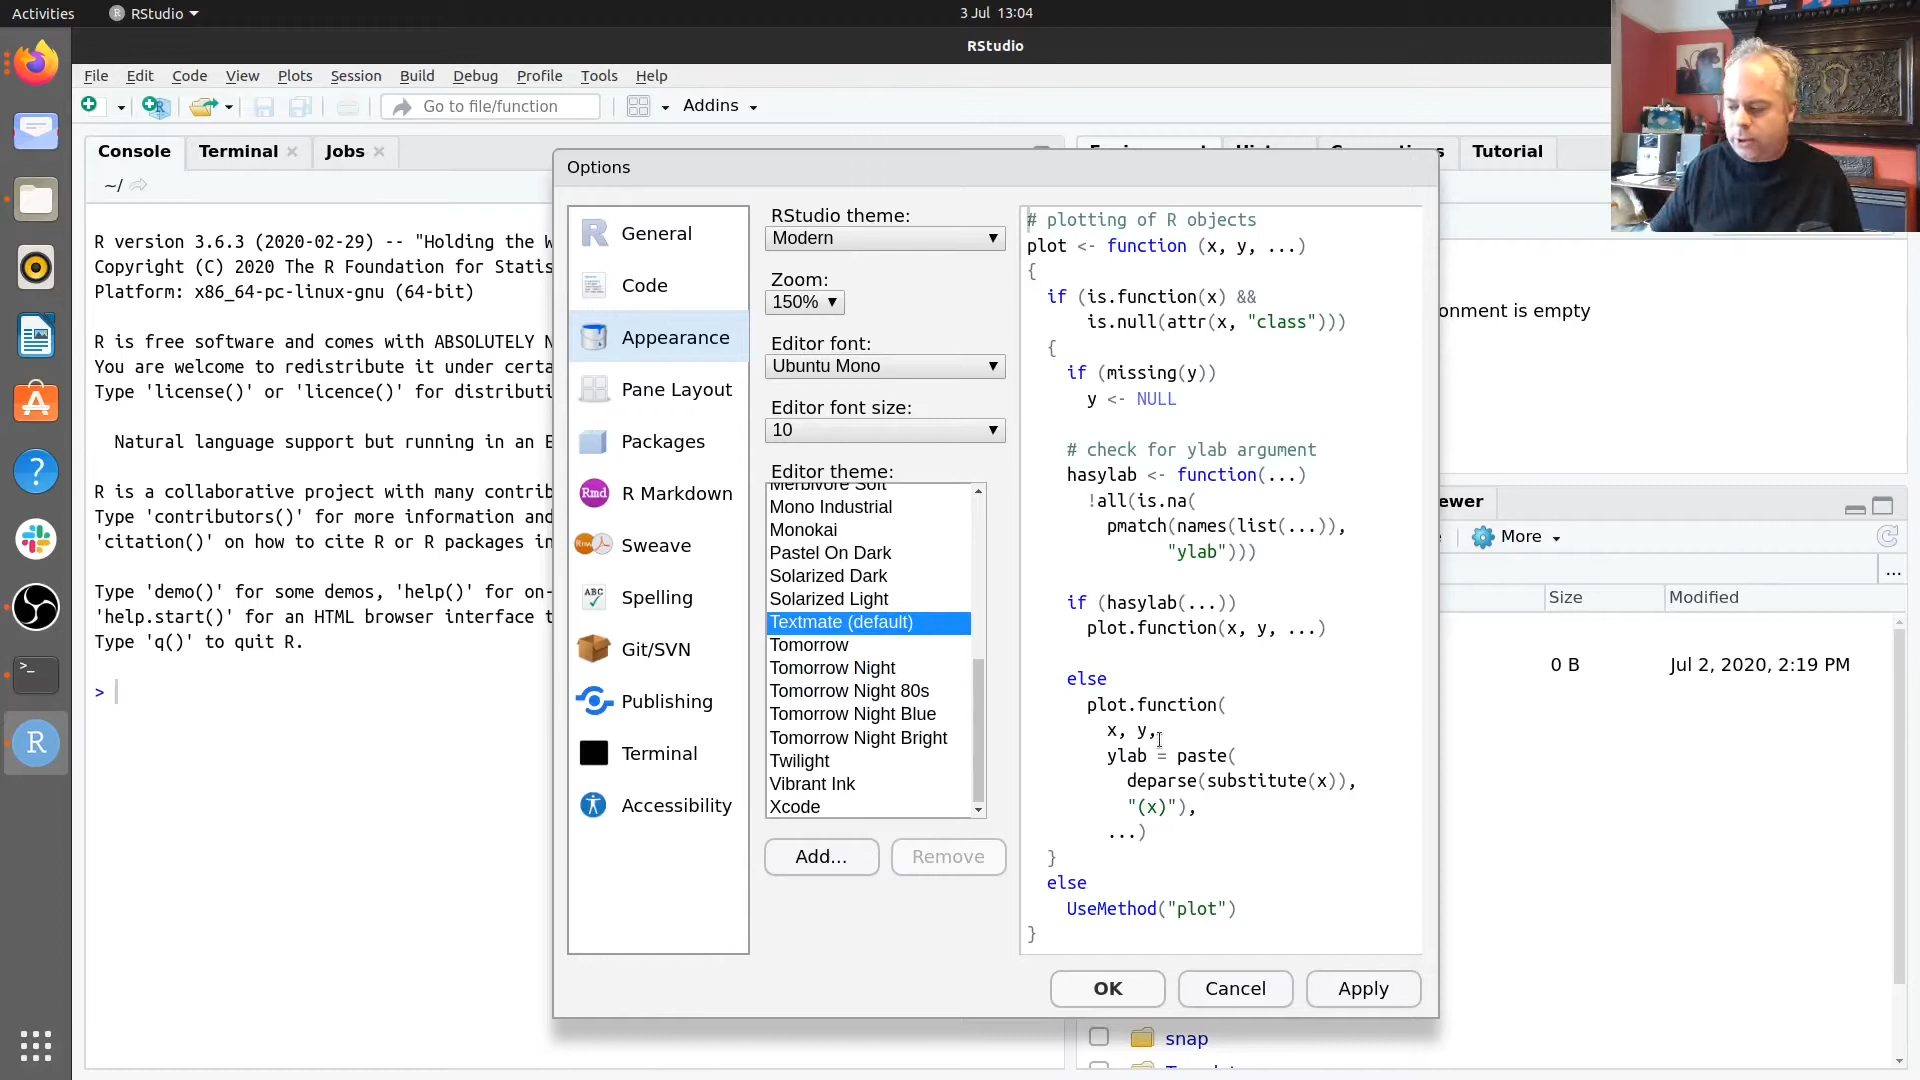 Activities
RStudio
3 Jul 13:04
RStudio
File Edit Code View Plots Session Build Debug Profile Tools Help
Go to file/function
Addins
Console
Terminal
Jobs
Tutorial
~/
R version 3.6.3 (2020-02-29) -- "Holding the W
Copyright (C) 2020 The R Foundation for Statis
Platform: x86_64-pc-linux-gnu (64-bit)
R is free software and comes with ABSOLUTELY N
You are welcome to redistribute it under certa
Type 'license()' or 'licence()' for distributi
Natural language support but running in an E
R is a collaborative project with many contrib
Type 'contributors()' for more information and
'citation()' on how to cite R or R packages in
Type 'demo()' for some demos, 'help()' for on-
'help.start()' for an HTML browser interface t
Type 'q()' to quit R.
>
Options
General
Code
Appearance
Pane Layout
Packages
Rmd
R Markdown
Sweave
ABC
Spelling
Git/SVN
Publishing
Terminal
Accessibility
RStudio theme:
Modern
Zoom:
150%
Editor font:
Ubuntu Mono
Editor font size:
10
Editor theme:
Merbivore Soft
Mono Industrial
Monokai
Pastel On Dark
Solarized Dark
Solarized Light
Textmate (default)
Tomorrow
Tomorrow Night
Tomorrow Night 80s
Tomorrow Night Blue
Tomorrow Night Bright
Twilight
Vibrant Ink
Xcode
Add...
Remove
# plotting of R objects
plot <- function (x, y, ...)
{
if (is.function(x) &&
is.null(attr(x, "class")))
{
if (missing(y))
y <- NULL
# check for ylab argument
hasylab <- function(...)
!all(is.na(
pmatch(names(list(...)),
"ylab")))
if (hasylab(...))
plot.function(x, y, ...)
else
plot.function(
x, y,
ylab = paste(
deparse(substitute(x)),
"(x)"),
...)
}
else
UseMethod("plot")
}
OK
Cancel
Apply
onment is empty
ewer
More
...
Size
Modified
0 B
Jul 2, 2020, 2:19 PM
snap